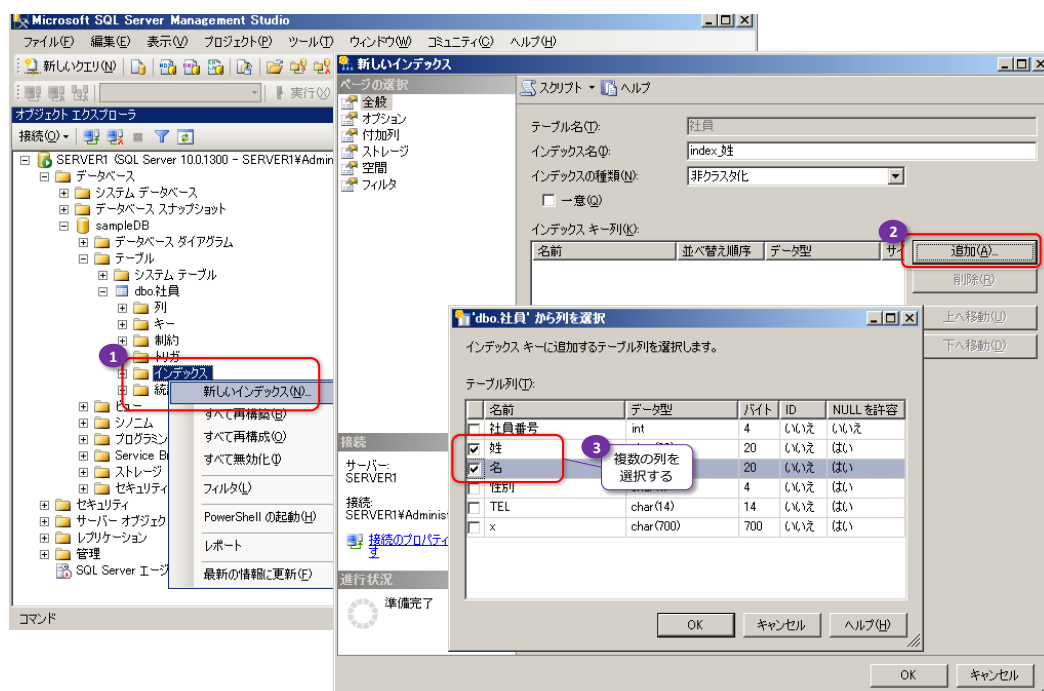 Microsoft SQL Server Management Studio
ファイル(F) 編集(E) 表示(V) プロジェクト(P) ツール(T) ウィンドウ(W) コミュニティ(C) ヘルプ(H)
新しいクエリ(N)
実行(X)
オブジェクト エクスプローラ
接続(O)
SERVER1 (SQL Server 10.0.1300 - SERVER1¥Admin
データベース
システム データベース
データベース スナップショット
sampleDB
データベース ダイアグラム
テーブル
システム テーブル
dbo.社員
列
キー
制約
トリガ
1
インデックス
統
ビュー
シノニム
プログラミン
Service B
ストレージ
セキュリティ
セキュリティ
サーバー オブジェク
レプリケーション
管理
SQL Server エージ
コマンド
新しいインデックス(N)...
すべて再構築(B)
すべて再構成(O)
すべて無効化(I)
フィルタ(L)
PowerShell の起動(H)
レポート
最新の情報に更新(F)
新しいインデックス
ページの選択
全般
オプション
付加列
ストレージ
空間
フィルタ
接続
サーバー:
SERVER1
接続:
SERVER1¥Adminis
接続のプロパティ
す
進行状況
準備完了
スクリプト ヘルプ
テーブル名(T): 社員
インデックス名(I): index_姓
インデックスの種類(N): 非クラスタ化
一意(Q)
インデックス キー列(K):
名前 並べ替え順序 データ型 サイ
2
追加(A)...
削除(R)
上へ移動(U)
下へ移動(D)
'dbo.社員' から列を選択
インデックス キーに追加するテーブル列を選択します。
テーブル列(T):
名前 データ型 バイト ID NULL を許容
社員番号 int 4 いいえ いいえ
姓 20 いいえ はい
名 20 いいえ はい
性別 4 いいえ はい
TEL char(14) 14 いいえ はい
x char(700) 700 いいえ はい
3
複数の列を
選択する
OK キャンセル ヘルプ(H)
OK キャンセル